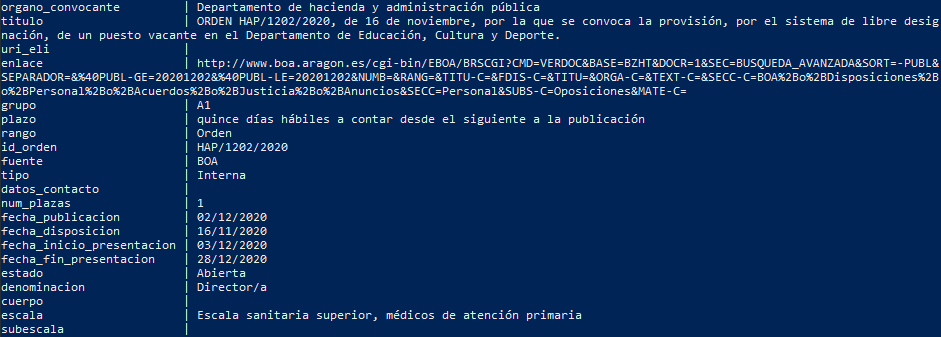 organo_convocante | Departamento de hacienda y administración pública
titulo | ORDEN HAP/1202/2020, de 16 de noviembre, por la que se convoca la provisión, por el sistema de libre desig
nación, de un puesto vacante en el Departamento de Educación, Cultura y Deporte.
uri_eli |
enlace | http://www.boa.aragon.es/cgi-bin/EBOA/BRSCGI?CMD=VERDOC&BASE=BZHT&DOCR=1&SEC=BUSQUEDA_AVANZADA&SORT=-PUBL&
SEPARADOR=&%40PUBL-GE=20201202&%40PUBL-LE=20201202&NUMB=&RANG=&TITU-C=&FDIS-C=&TITU=&ORGA-C=&TEXT-C=&SECC-C=BOA%2Bo%2BDisposiciones%2B
o%2BPersonal%2Bo%2BAcuerdos%2Bo%2BJusticia%2Bo%2BAnuncios&SECC=Personal&SUBS-C=Oposiciones&MATE-C=
grupo | A1
plazo | quince días hábiles a contar desde el siguiente a la publicación
rango | Orden
id_orden | HAP/1202/2020
fuente | BOA
tipo | Interna
datos_contacto |
num_plazas | 1
fecha_publicacion | 02/12/2020
fecha_disposicion | 16/11/2020
fecha_inicio_presentacion | 03/12/2020
fecha_fin_presentacion | 28/12/2020
estado | Abierta
denominacion | Director/a
cuerpo |
escala | Escala sanitaria superior, médicos de atención primaria
subescala |